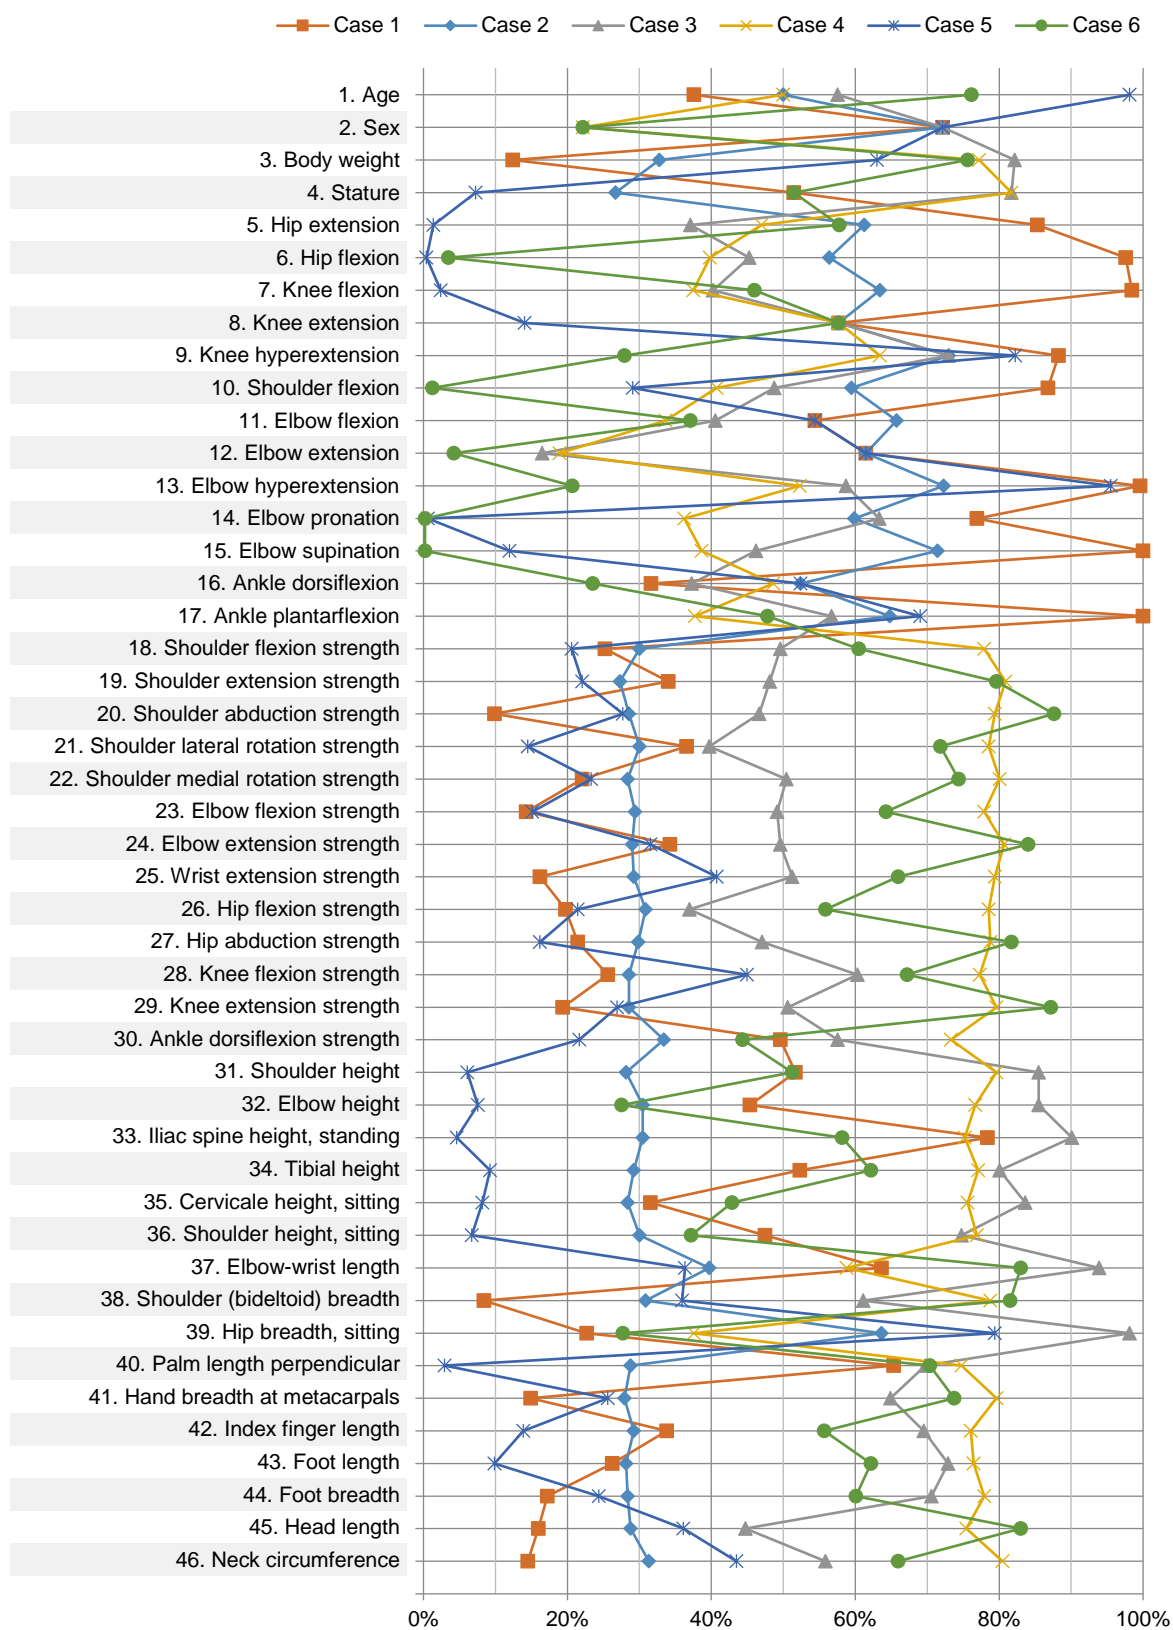 Case 1 Case 2 Case 3 Case 4 Case 5 Case 6
1. Age
2. Sex
3. Body weight
4. Stature
5. Hip extension
6. Hip flexion
7. Knee flexion
8. Knee extension
9. Knee hyperextension
10. Shoulder flexion
11. Elbow flexion
12. Elbow extension
13. Elbow hyperextension
14. Elbow pronation
15. Elbow supination
16. Ankle dorsiflexion
17. Ankle plantarflexion
18. Shoulder flexion strength
19. Shoulder extension strength
20. Shoulder abduction strength
21. Shoulder lateral rotation strength
22. Shoulder medial rotation strength
23. Elbow flexion strength
24. Elbow extension strength
25. Wrist extension strength
26. Hip flexion strength
27. Hip abduction strength
28. Knee flexion strength
29. Knee extension strength
30. Ankle dorsiflexion strength
31. Shoulder height
32. Elbow height
33. Iliac spine height, standing
34. Tibial height
35. Cervicale height, sitting
36. Shoulder height, sitting
37. Elbow-wrist length
38. Shoulder (bideltoid) breadth
39. Hip breadth, sitting
40. Palm length perpendicular
41. Hand breadth at metacarpals
42. Index finger length
43. Foot length
44. Foot breadth
45. Head length
46. Neck circumference
0% 20% 40% 60% 80% 100%